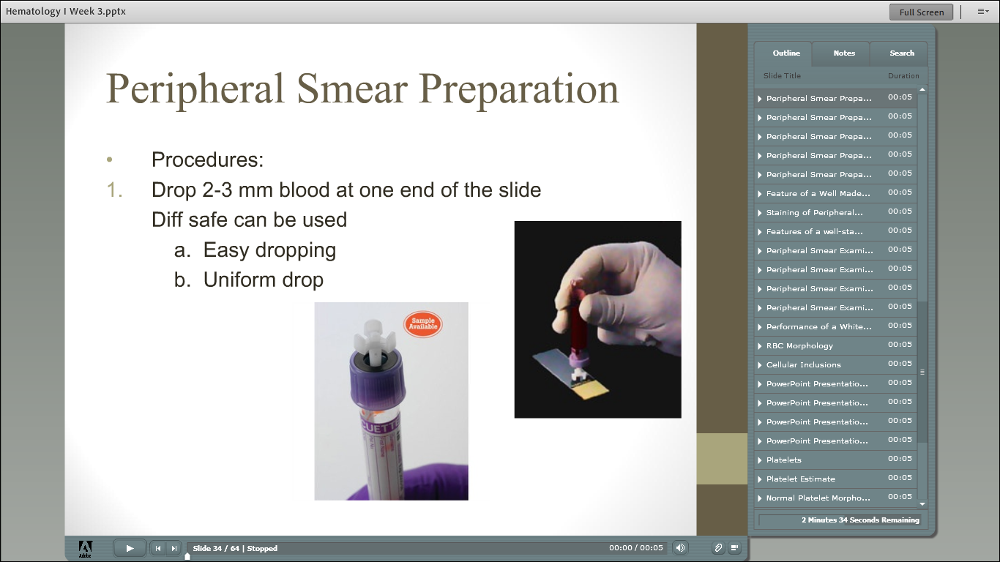 Hematology I Week 3.pptx
Full Screen
Peripheral Smear Preparation
• Procedures:
1. Drop 2-3 mm blood at one end of the slide
Diff safe can be used
a. Easy dropping
b. Uniform drop
Sample
Available
CUETTE
Outline Notes Search
Slide Title Duration
Peripheral Smear Prepa... 00:05
Peripheral Smear Prepa... 00:05
Peripheral Smear Prepa... 00:05
Peripheral Smear Prepa... 00:05
Peripheral Smear Prepa... 00:05
Feature of a Well Made... 00:05
Staining of Peripheral... 00:05
Features of a well-sta... 00:05
Peripheral Smear Exami... 00:05
Peripheral Smear Exami... 00:05
Peripheral Smear Exami... 00:05
Peripheral Smear Exami... 00:05
Performance of a White... 00:05
RBC Morphology 00:05
Cellular Inclusions 00:05
PowerPoint Presentatio... 00:05
PowerPoint Presentatio... 00:05
PowerPoint Presentatio... 00:05
PowerPoint Presentatio... 00:05
Platelets 00:05
Platelet Estimate 00:05
Normal Platelet Morpho... 00:05
2 Minutes 34 Seconds Remaining
Adobe
Slide 34 / 64 | Stopped
00:00 / 00:05